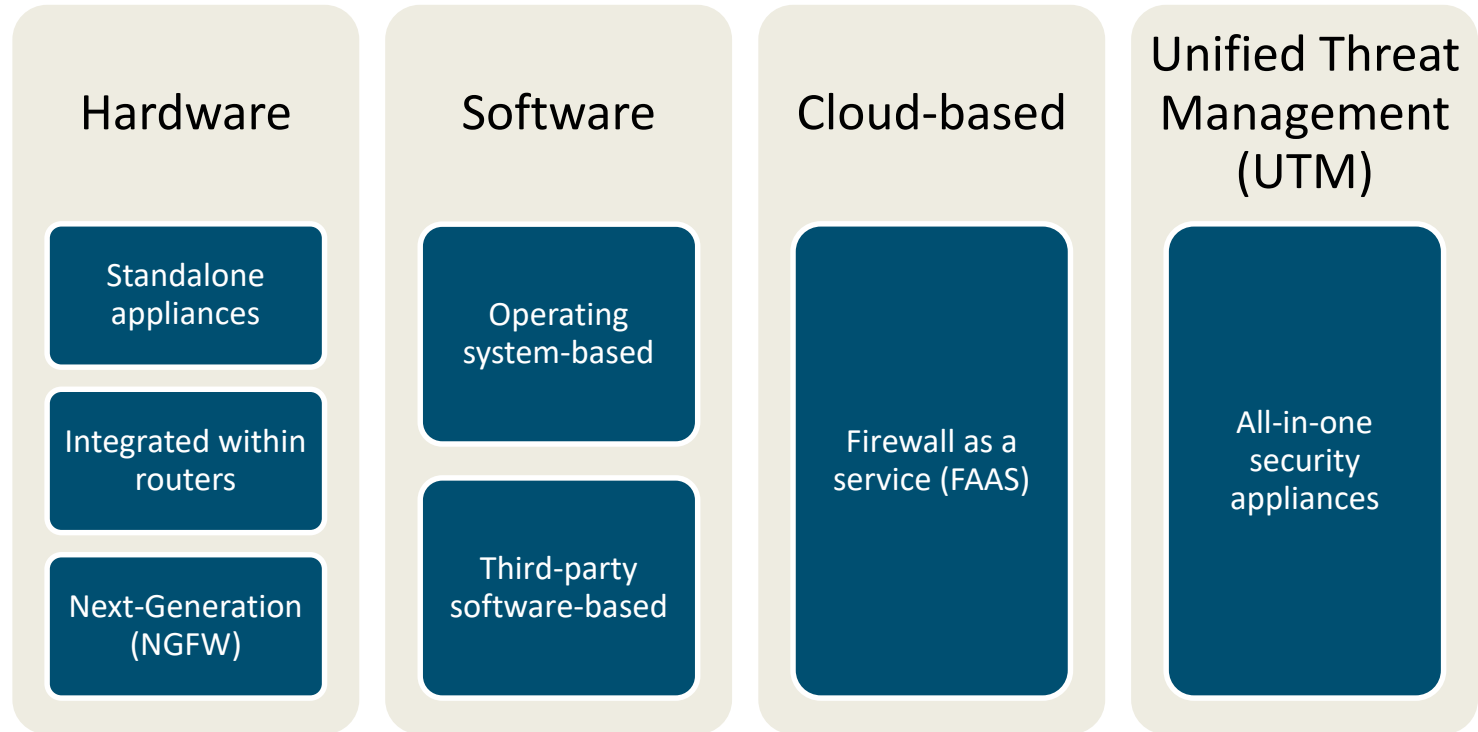 Hardware
Standalone
appliances
Integrated within
routers
Next-Generation
(NGFW)
Software
Operating
system-based
Third-party
software-based
Cloud-based
Firewall as a
service (FAAS)
Unified Threat
Management
(UTM)
All-in-one
security
appliances